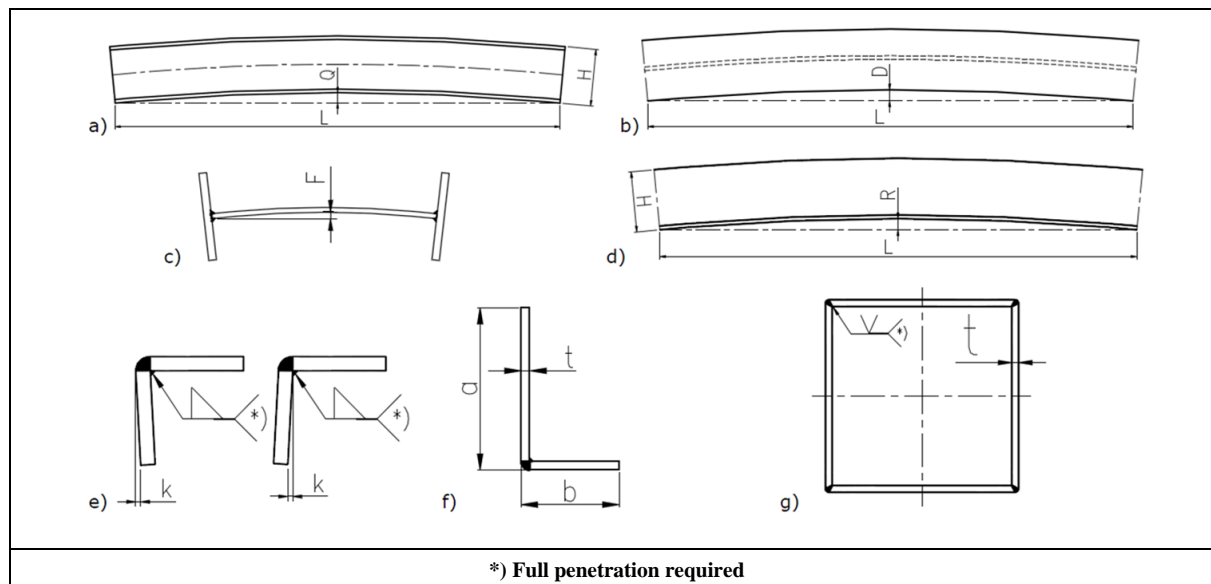 Q
H
L
a)
D
L
b)
F
c)
H
R
L
d)
*)
k
*)
k
e)
a
t
b
f)
*)
t
g)
*) Full penetration required